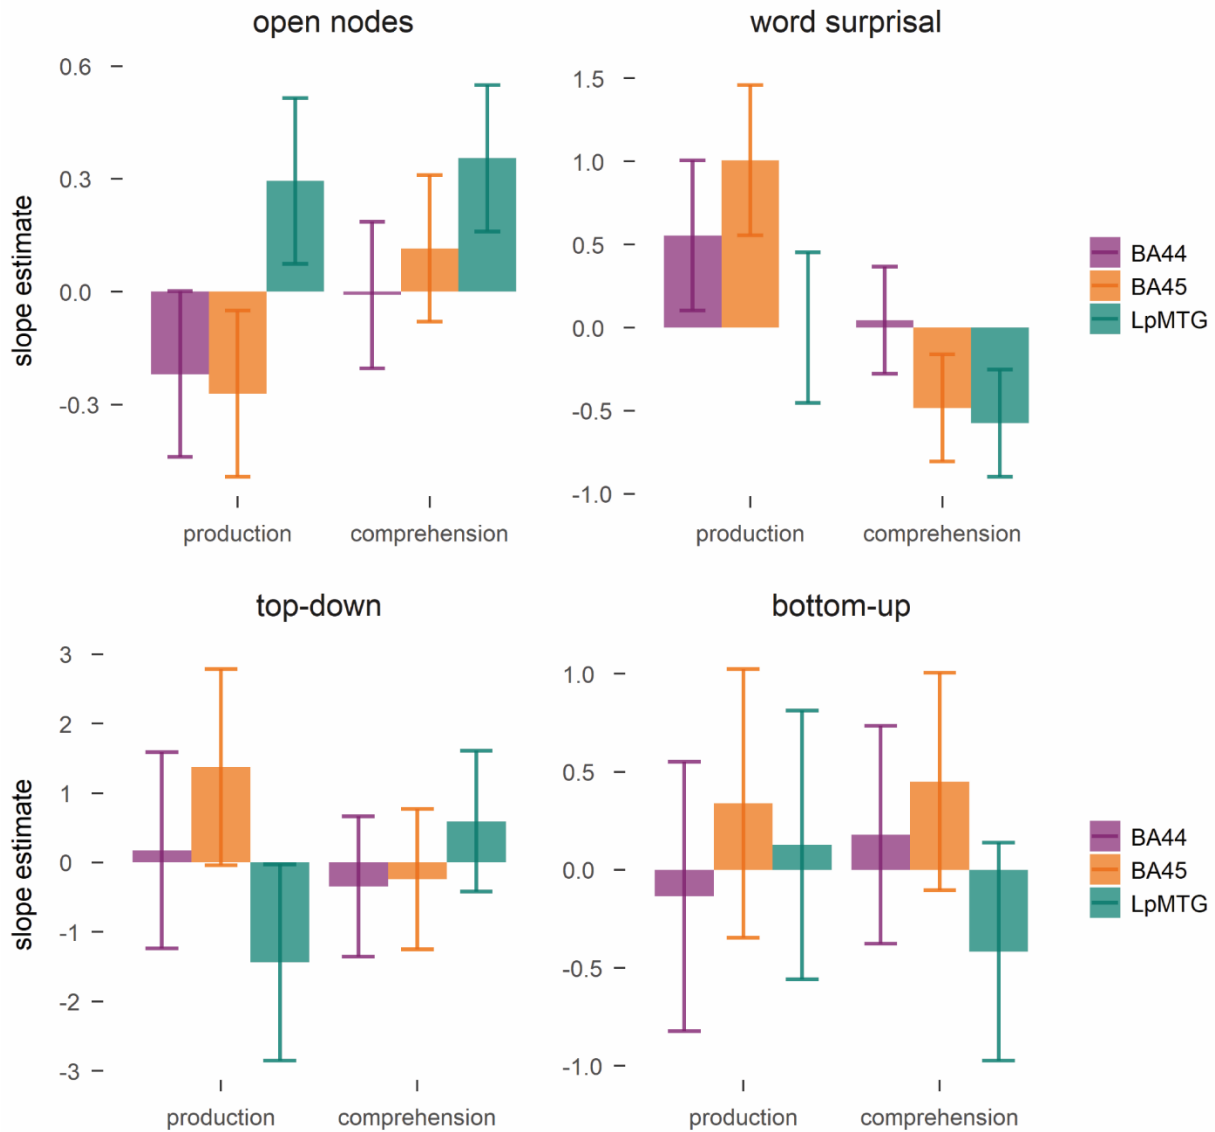 open nodes
word surprisal
slope estimate
0.6
0.3
0.0
-0.3
production
comprehension
1.5
1.0
0.5
0.0
-0.5
-1.0
production
comprehension
BA44
BA45
LpMTG
top-down
bottom-up
slope estimate
3
2
1
0
-1
-2
-3
production
comprehension
1.0
0.5
0.0
-0.5
-1.0
production
comprehension
BA44
BA45
LpMTG